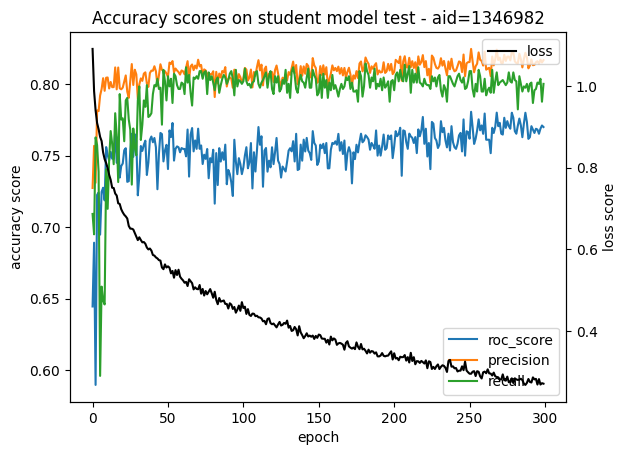 Accuracy scores on student model test - aid=1346982
loss
accuracy score
0.80
0.75
0.70
0.65
0.60
1.0
0.8
0.6
0.4
loss score
roc_score
precision
recall
0
50
100
150
200
250
300
epoch